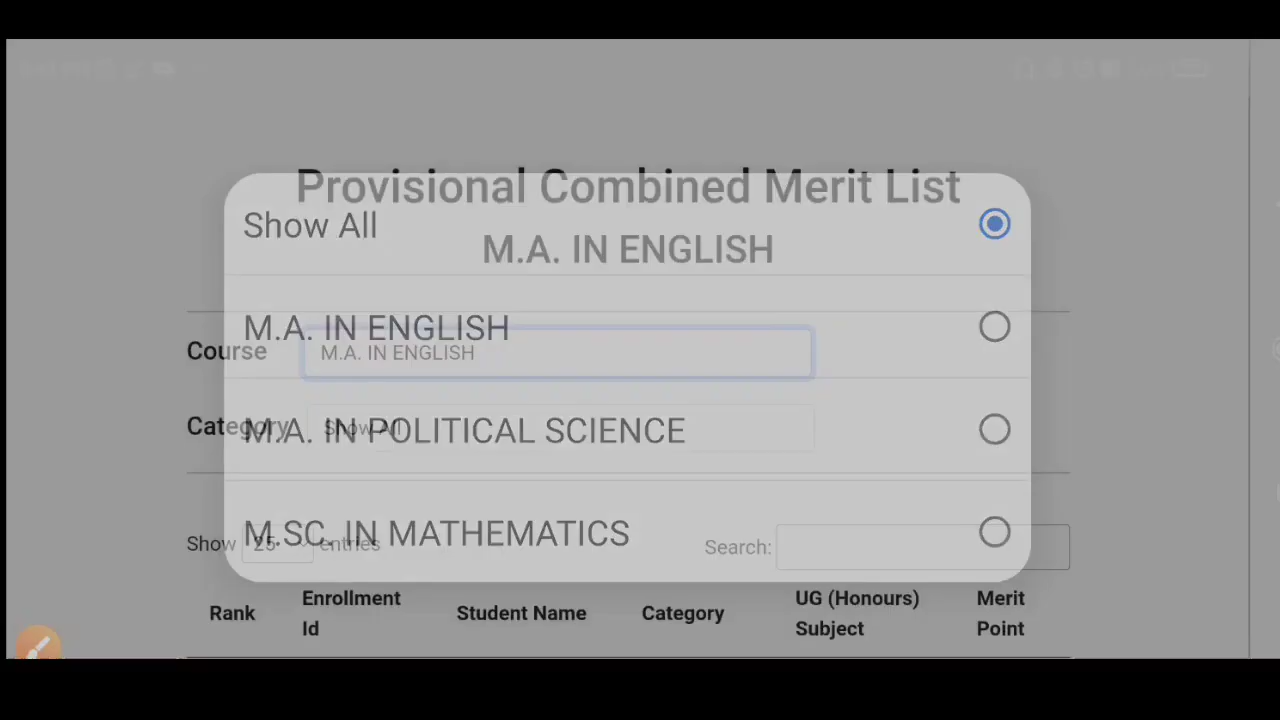 Provisional Combined Merit List
Show All
M.A. IN ENGLISH
M.A. IN ENGLISH
Course
M.A. IN ENGLISH
Category
Show All
M.A. IN POLITICAL SCIENCE
M.SC. IN MATHEMATICS
Show 25 entries
Search:
Rank Enrollment Id Student Name Category UG (Honours) Subject Merit Point